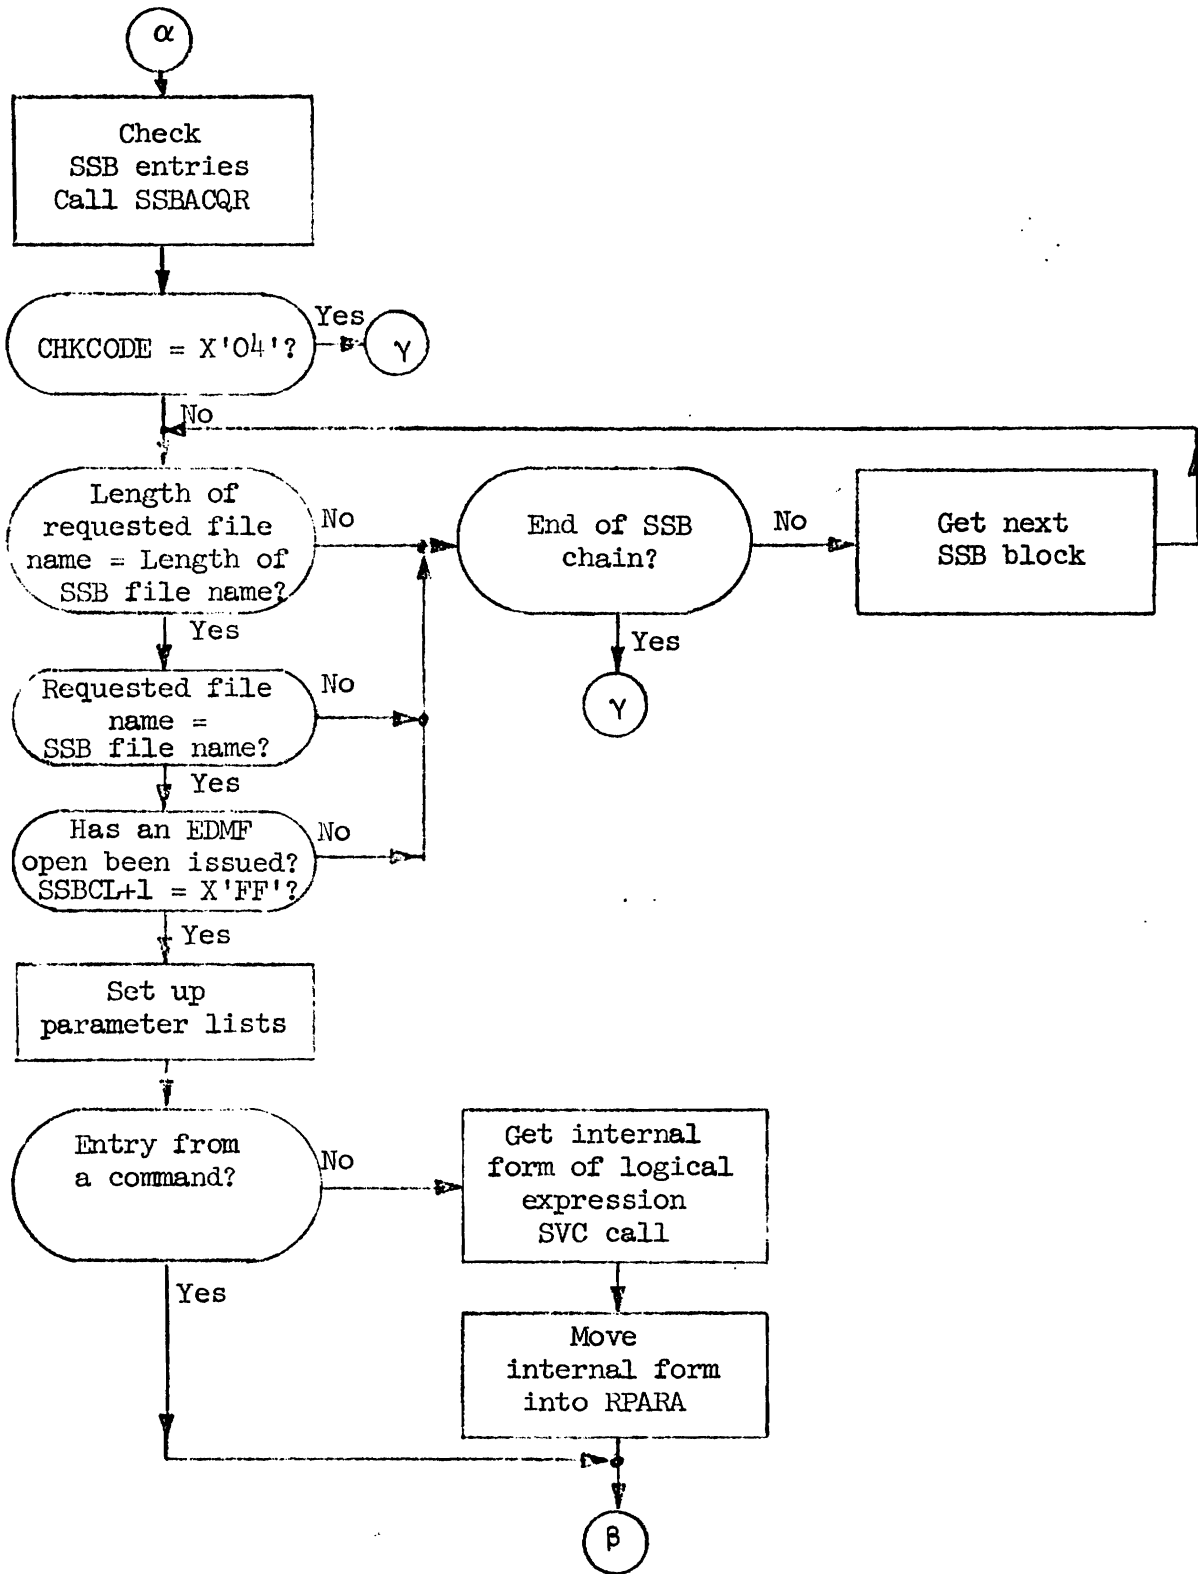 α
Check
SSB entries
Call SSBACQR
CHKCODE = X'04'?
Yes
γ
No
Length of
requested file
name = Length of
SSB file name?
No
End of SSB
chain?
No
Get next
SSB block
Yes
Yes
γ
Requested file
name =
SSB file name?
No
Yes
Has an EDMF
open been issued?
SSBCL+1 = X'FF'?
No
Yes
Set up
parameter lists
Entry from
a command?
No
Get internal
form of logical
expression
SVC call
Yes
Move
internal form
into RPARA
β